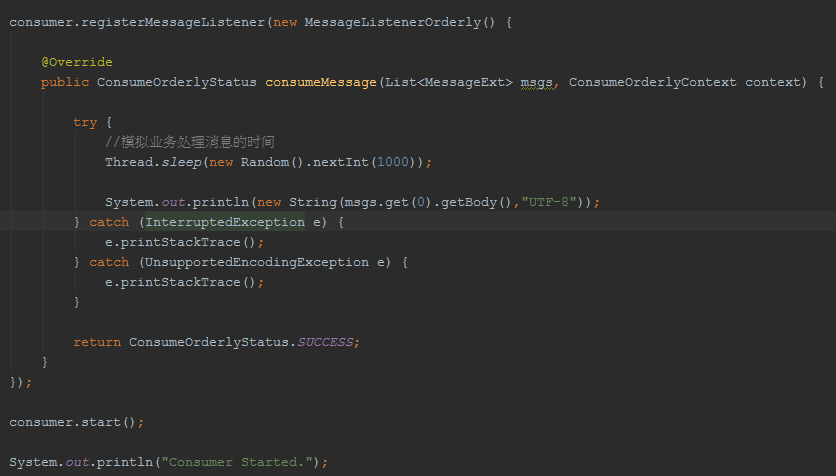 consumer.registerMessageListener(new MessageListenerOrderly() {
@Override
public ConsumeOrderlyStatus consumeMessage(List<MessageExt> msgs, ConsumeOrderlyContext context) {
try {
//模拟业务处理消息的时间
Thread.sleep(new Random().nextInt(1000));
System.out.println(new String(msgs.get(0).getBody(),"UTF-8"));
} catch (InterruptedException e) {
e.printStackTrace();
} catch (UnsupportedEncodingException e) {
e.printStackTrace();
}
return ConsumeOrderlyStatus.SUCCESS;
}
});
consumer.start();
System.out.println("Consumer Started.");